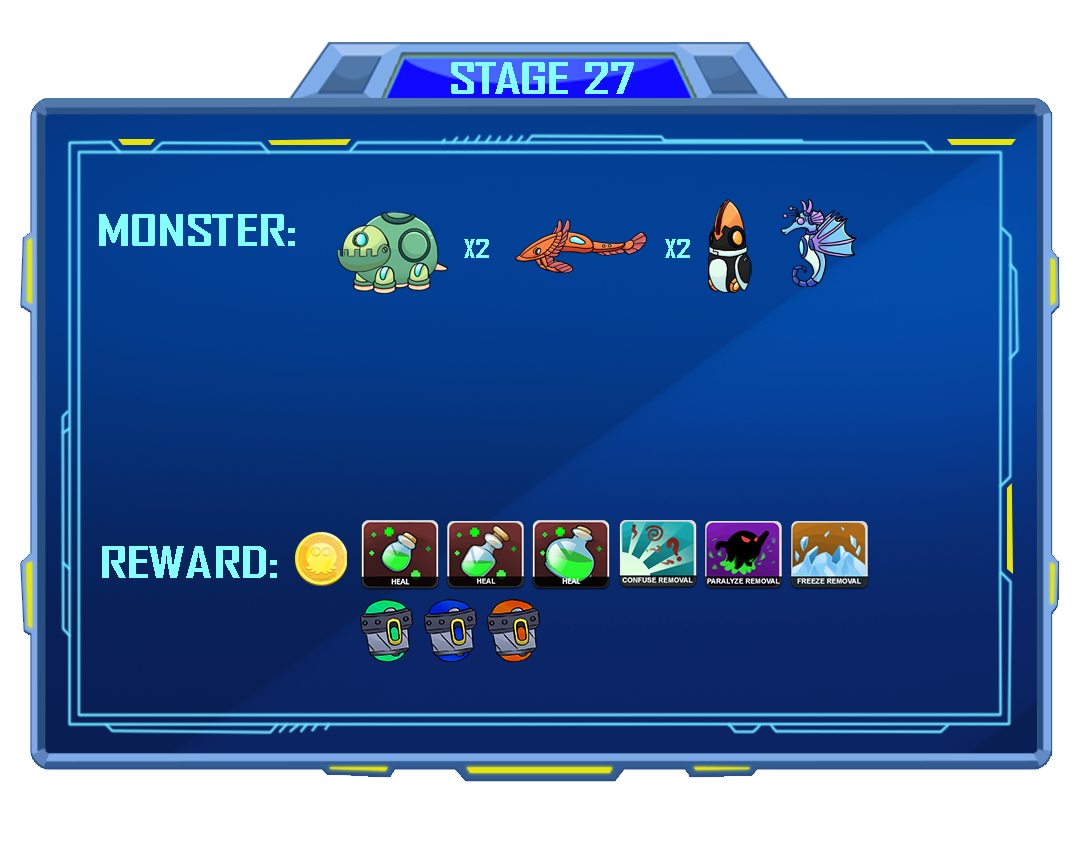 STAGE 27
MONSTER: X2 X2
REWARD: HEAL HEAL HEAL CONFUSE REMOVAL PARALYZE REMOVAL FREEZE REMOVAL